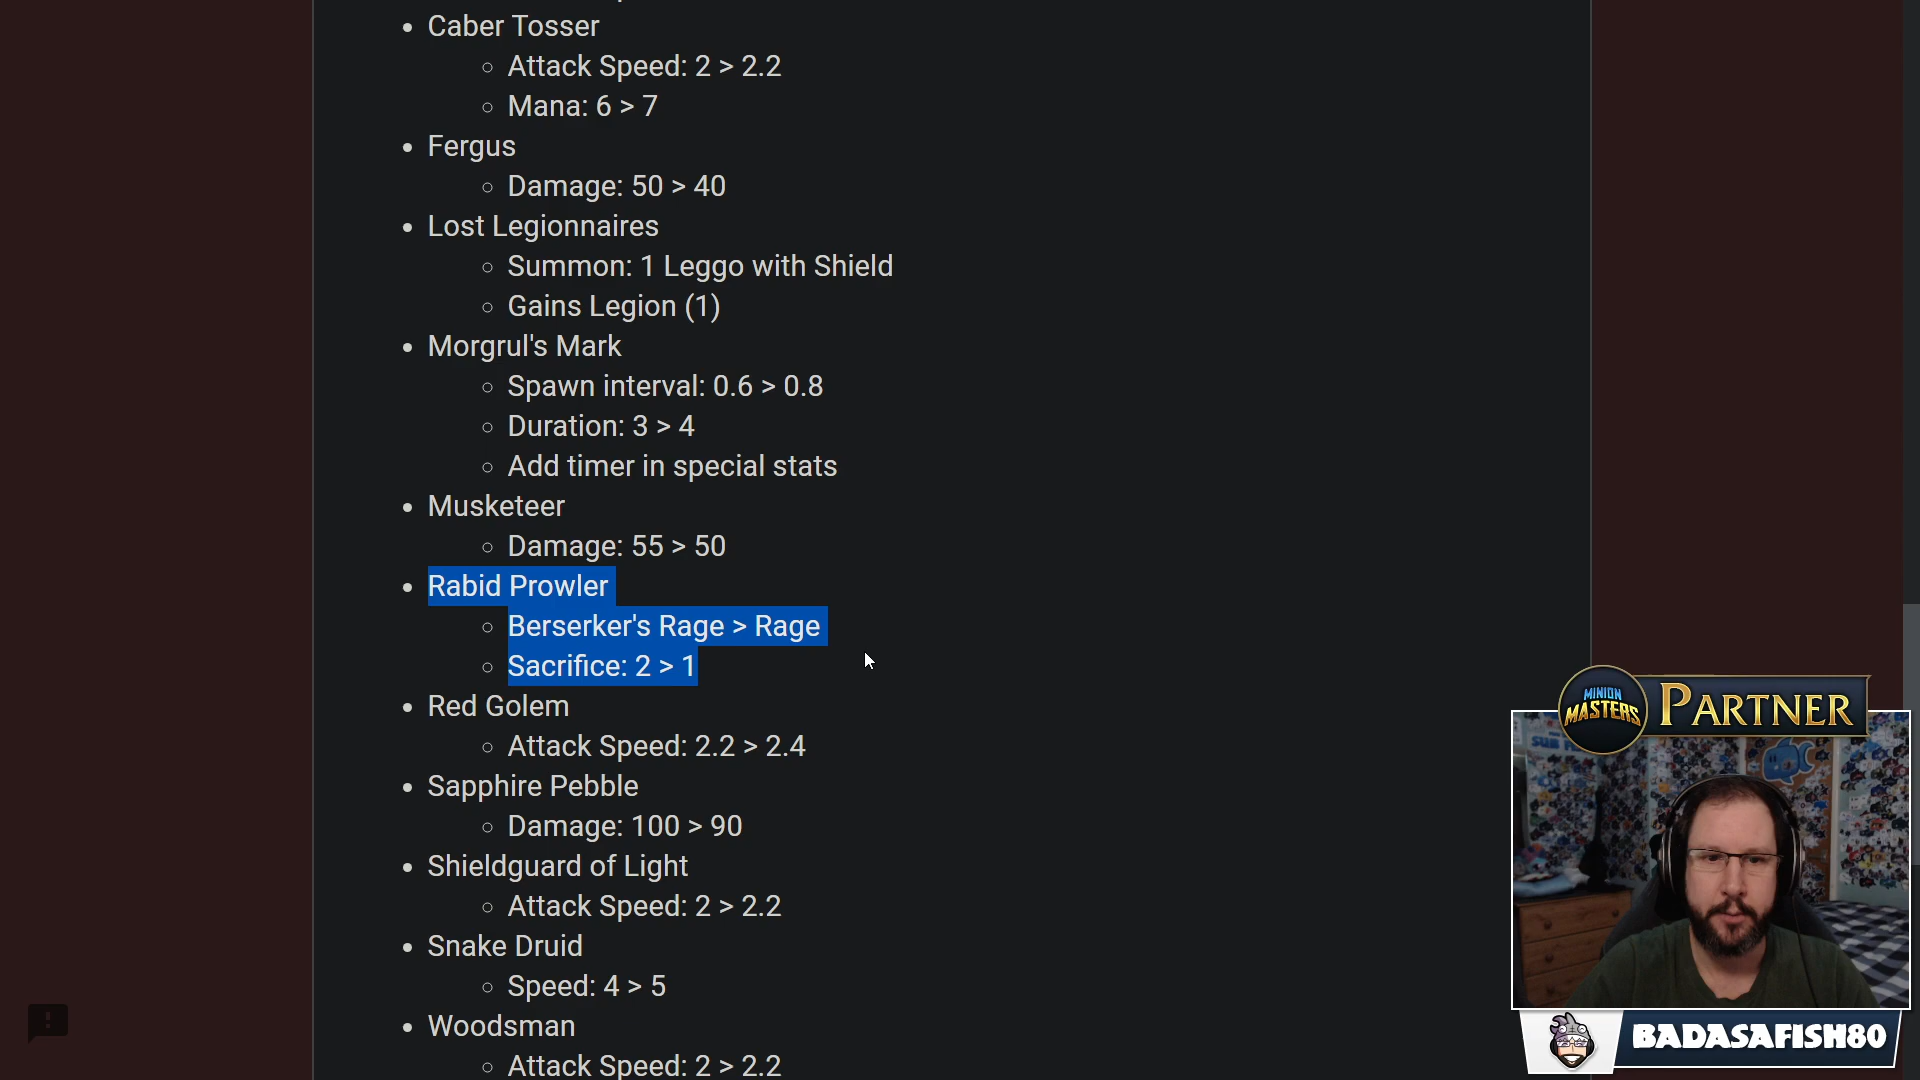 Caber Tosser
Attack Speed: 2 > 2.2
Mana: 6 > 7
Fergus
Damage: 50 > 40
Lost Legionnaires
Summon: 1 Leggo with Shield
Gains Legion (1)
Morgrul's Mark
Spawn interval: 0.6 > 0.8
Duration: 3 > 4
Add timer in special stats
Musketeer
Damage: 55 > 50
Rabid Prowler
Berserker's Rage > Rage
Sacrifice: 2 > 1
Red Golem
Attack Speed: 2.2 > 2.4
Sapphire Pebble
Damage: 100 > 90
Shieldguard of Light
Attack Speed: 2 > 2.2
Snake Druid
Speed: 4 > 5
Woodsman
Attack Speed: 2 > 2.2
MINION
MASTERS
PARTNER
BADASAFISH80